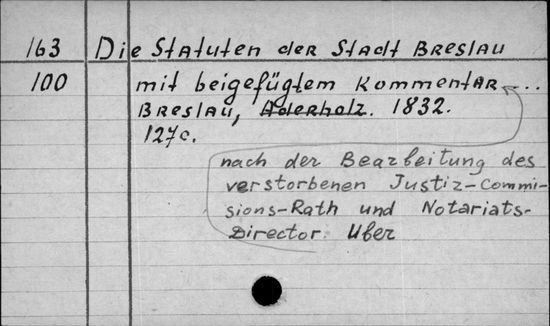 163 Die Statuten der Stadt Breslau
100 mit beigefügtem Kommentar...
Breslau, Aderholz. 1832.
127c.
nach der Bearbeitung des
verstorbenen Justiz-Commi-
sions-Rath und Notariats-
Director Uber